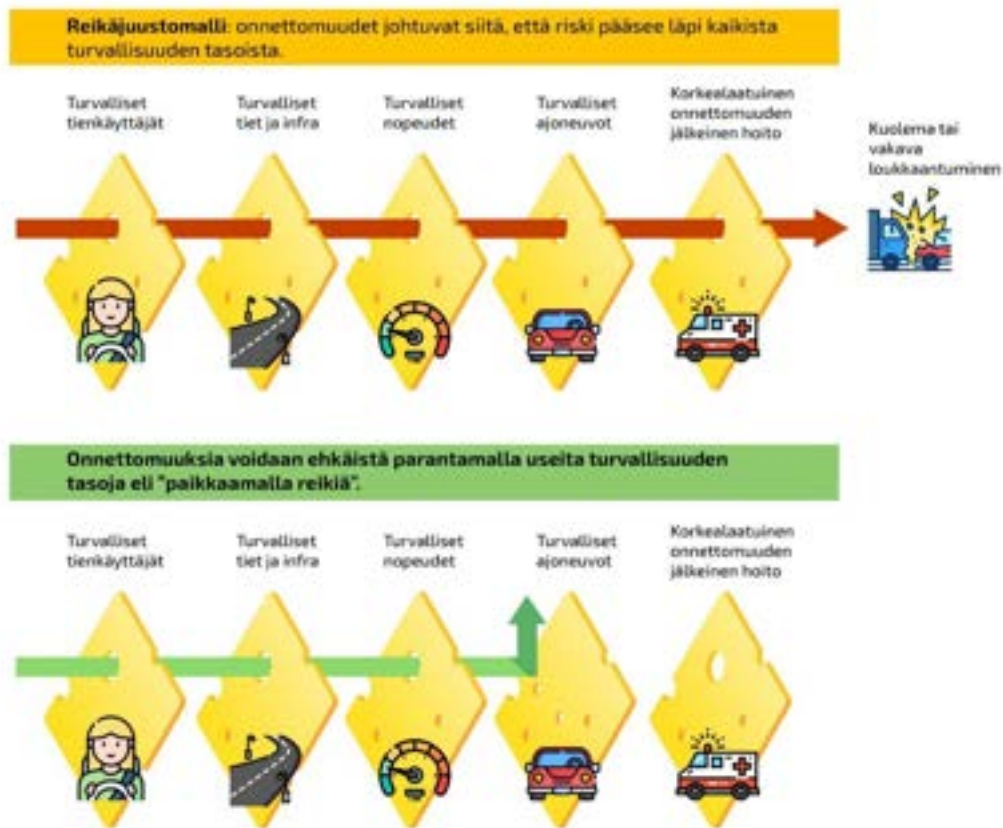 Reikäjuustomalli: onnettomuudet johtuvat siitä, että riski pääsee läpi kaikista
turvallisuuden tasoista.
Turvalliset
tienkäyttäjät
Turvalliset
tiet ja infra
Turvalliset
nopeudet
Turvalliset
ajoneuvot
Korkealaatuinen
onnettomuuden
jälkeinen hoito
Kuolema tai
vakava
loukkaantuminen
Onnettomuuksia voidaan ehkäistä parantamalla useita turvallisuuden
tasoja eli "paikkaamalla reikiä".
Turvalliset
tienkäyttäjät
Turvalliset
tiet ja infra
Turvalliset
nopeudet
Turvalliset
ajoneuvot
Korkealaatuinen
onnettomuuden
jälkeinen hoito